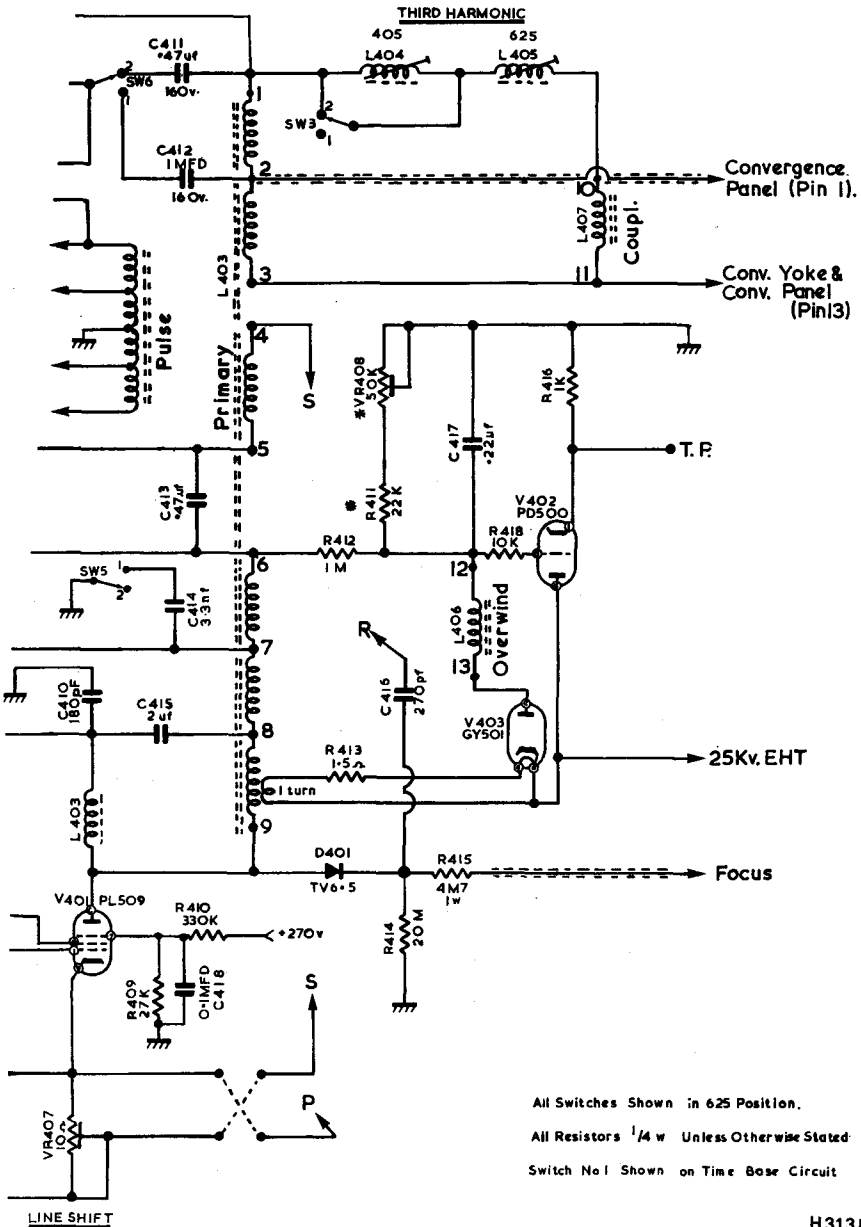 THIRD HARMONIC
405
L404
625
L405
C411
·47uf
160v.
2
SW6
1
1
2
SW3
1
C412
1MFD
160v.
2
Convergence
Panel (Pin 1).
10
L407
Coupl.
L403
3
11
Conv. Yoke &
Conv. Panel
(Pin13)
Pulse
Primary
4
S
*VR408
50K
R416
1K
C417
·22uf
5
T.P.
C413
·47uf
*
R411
22K
V402
PD500
R418
10K
R412
1M
6
12
SW5
1
2
C414
3.3nf
L406
Overwind
7
R
13
C410
180pF
C415
2uf
C416
270pf
8
V403
GY501
R413
1·5Ω
25Kv. EHT
1 turn
L403
9
D401
TV6·5
R415
4M7
1w
Focus
V401 PL509
R410
330K
+270v
R414
20M
R409
27K
0·1MFD
C418
S
P
VR407
10Ω
LINE SHIFT
All Switches Shown in 625 Position.
All Resistors 1/4 w Unless Otherwise Stated
Switch No1 Shown on Time Base Circuit